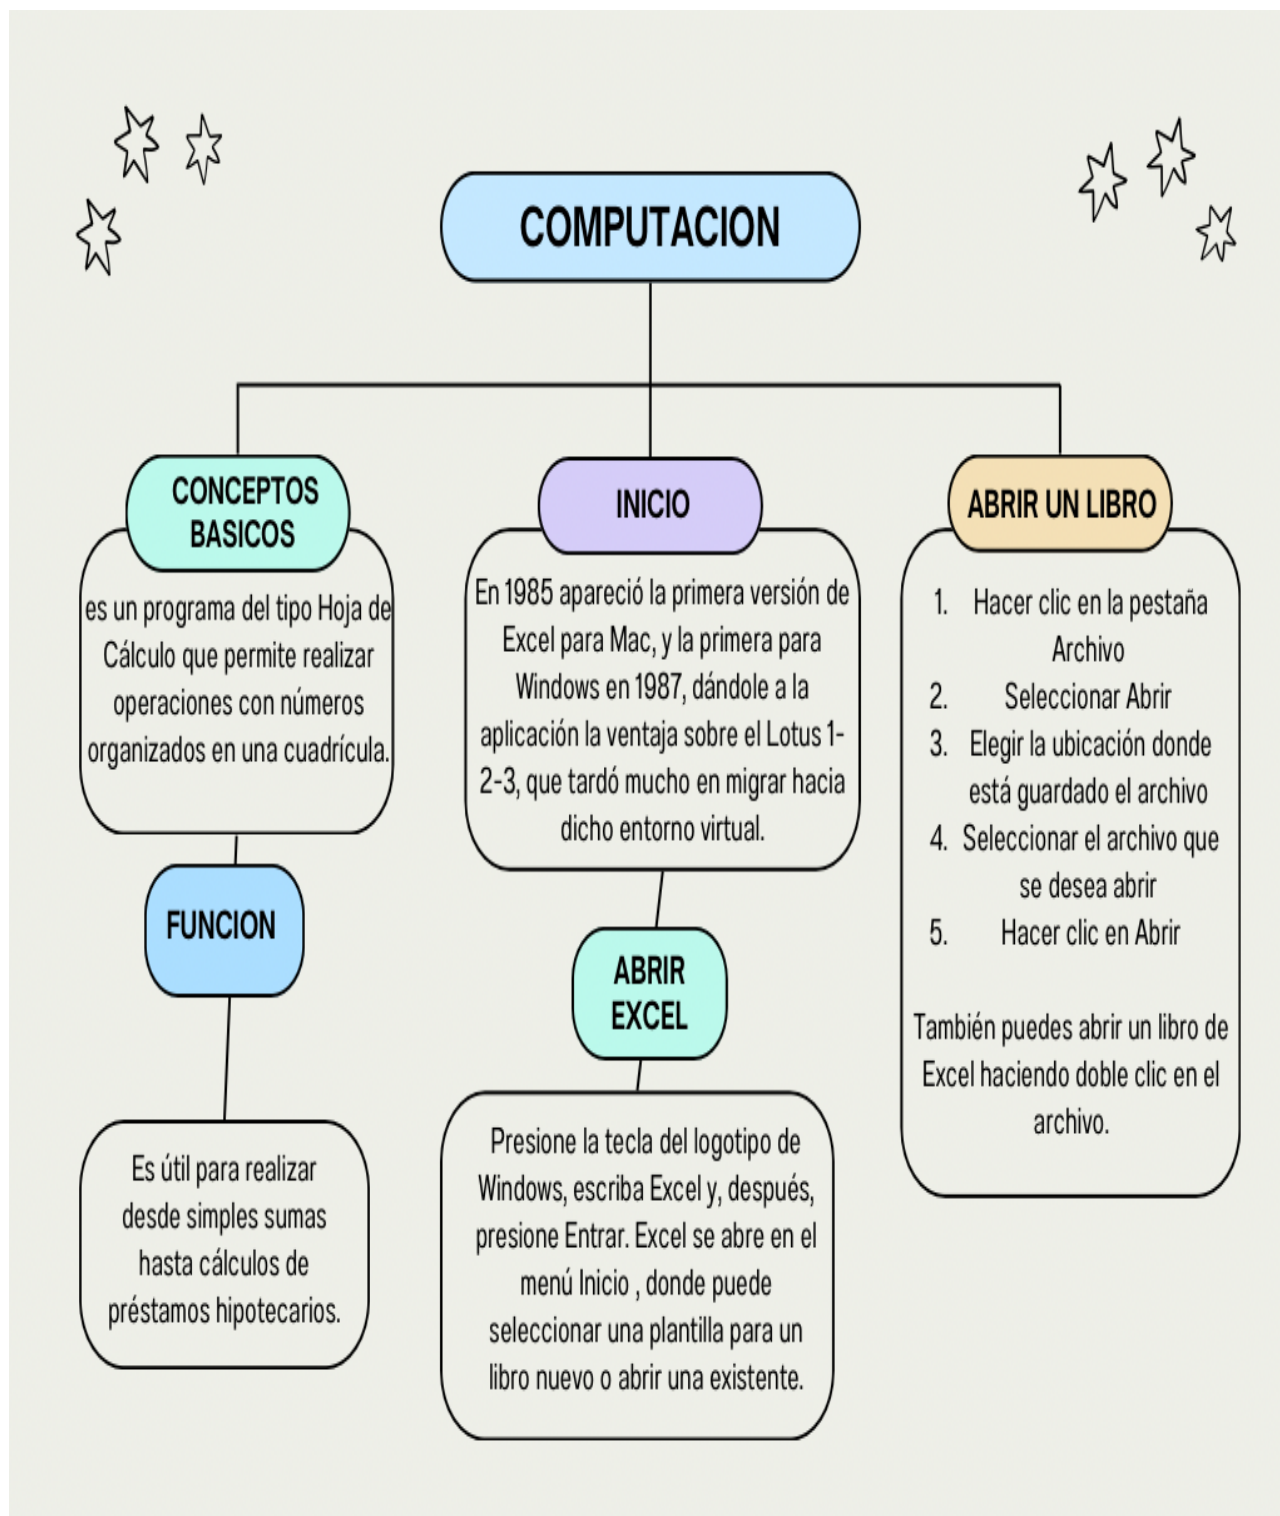 COMPUTACION
CONCEPTOS
BASICOS
es un programa del tipo Hoja de
Cálculo que permite realizar
operaciones con números
organizados en una cuadrícula.
FUNCION
Es útil para realizar
desde simples sumas
hasta cálculos de
préstamos hipotecarios.
INICIO
En 1985 apareció la primera versión de
Excel para Mac, y la primera para
Windows en 1987, dándole a la
aplicación la ventaja sobre el Lotus 1-
2-3, que tardó mucho en migrar hacia
dicho entorno virtual.
ABRIR
EXCEL
Presione la tecla del logotipo de
Windows, escriba Excel y, después,
presione Entrar. Excel se abre en el
menú Inicio , donde puede
seleccionar una plantilla para un
libro nuevo o abrir una existente.
ABRIR UN LIBRO
1. Hacer clic en la pestaña
Archivo
2. Seleccionar Abrir
3. Elegir la ubicación donde
está guardado el archivo
4. Seleccionar el archivo que
se desea abrir
5. Hacer clic en Abrir
También puedes abrir un libro de
Excel haciendo doble clic en el
archivo.